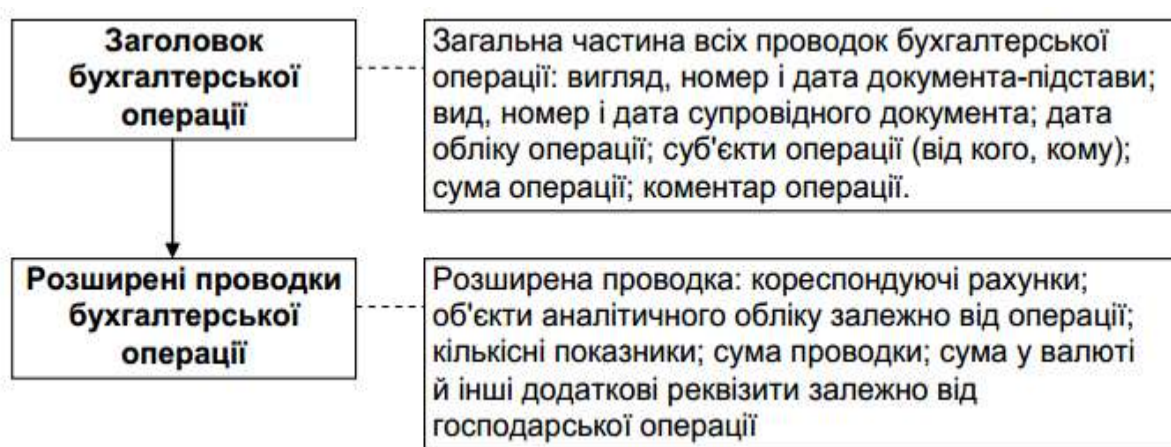 Заголовок
бухгалтерської
операції
Загальна частина всіх проводок бухгалтерської
операції: вигляд, номер і дата документа-підстави;
вид, номер і дата супровідного документа; дата
обліку операції; суб'єкти операції (від кого, кому);
сума операції; коментар операції.
Розширені проводки
бухгалтерської
операції
Розширена проводка: кореспондуючі рахунки;
об'єкти аналітичного обліку залежно від операції;
кількісні показники; сума проводки; сума у валюті
й інші додаткові реквізити залежно від
господарської операції